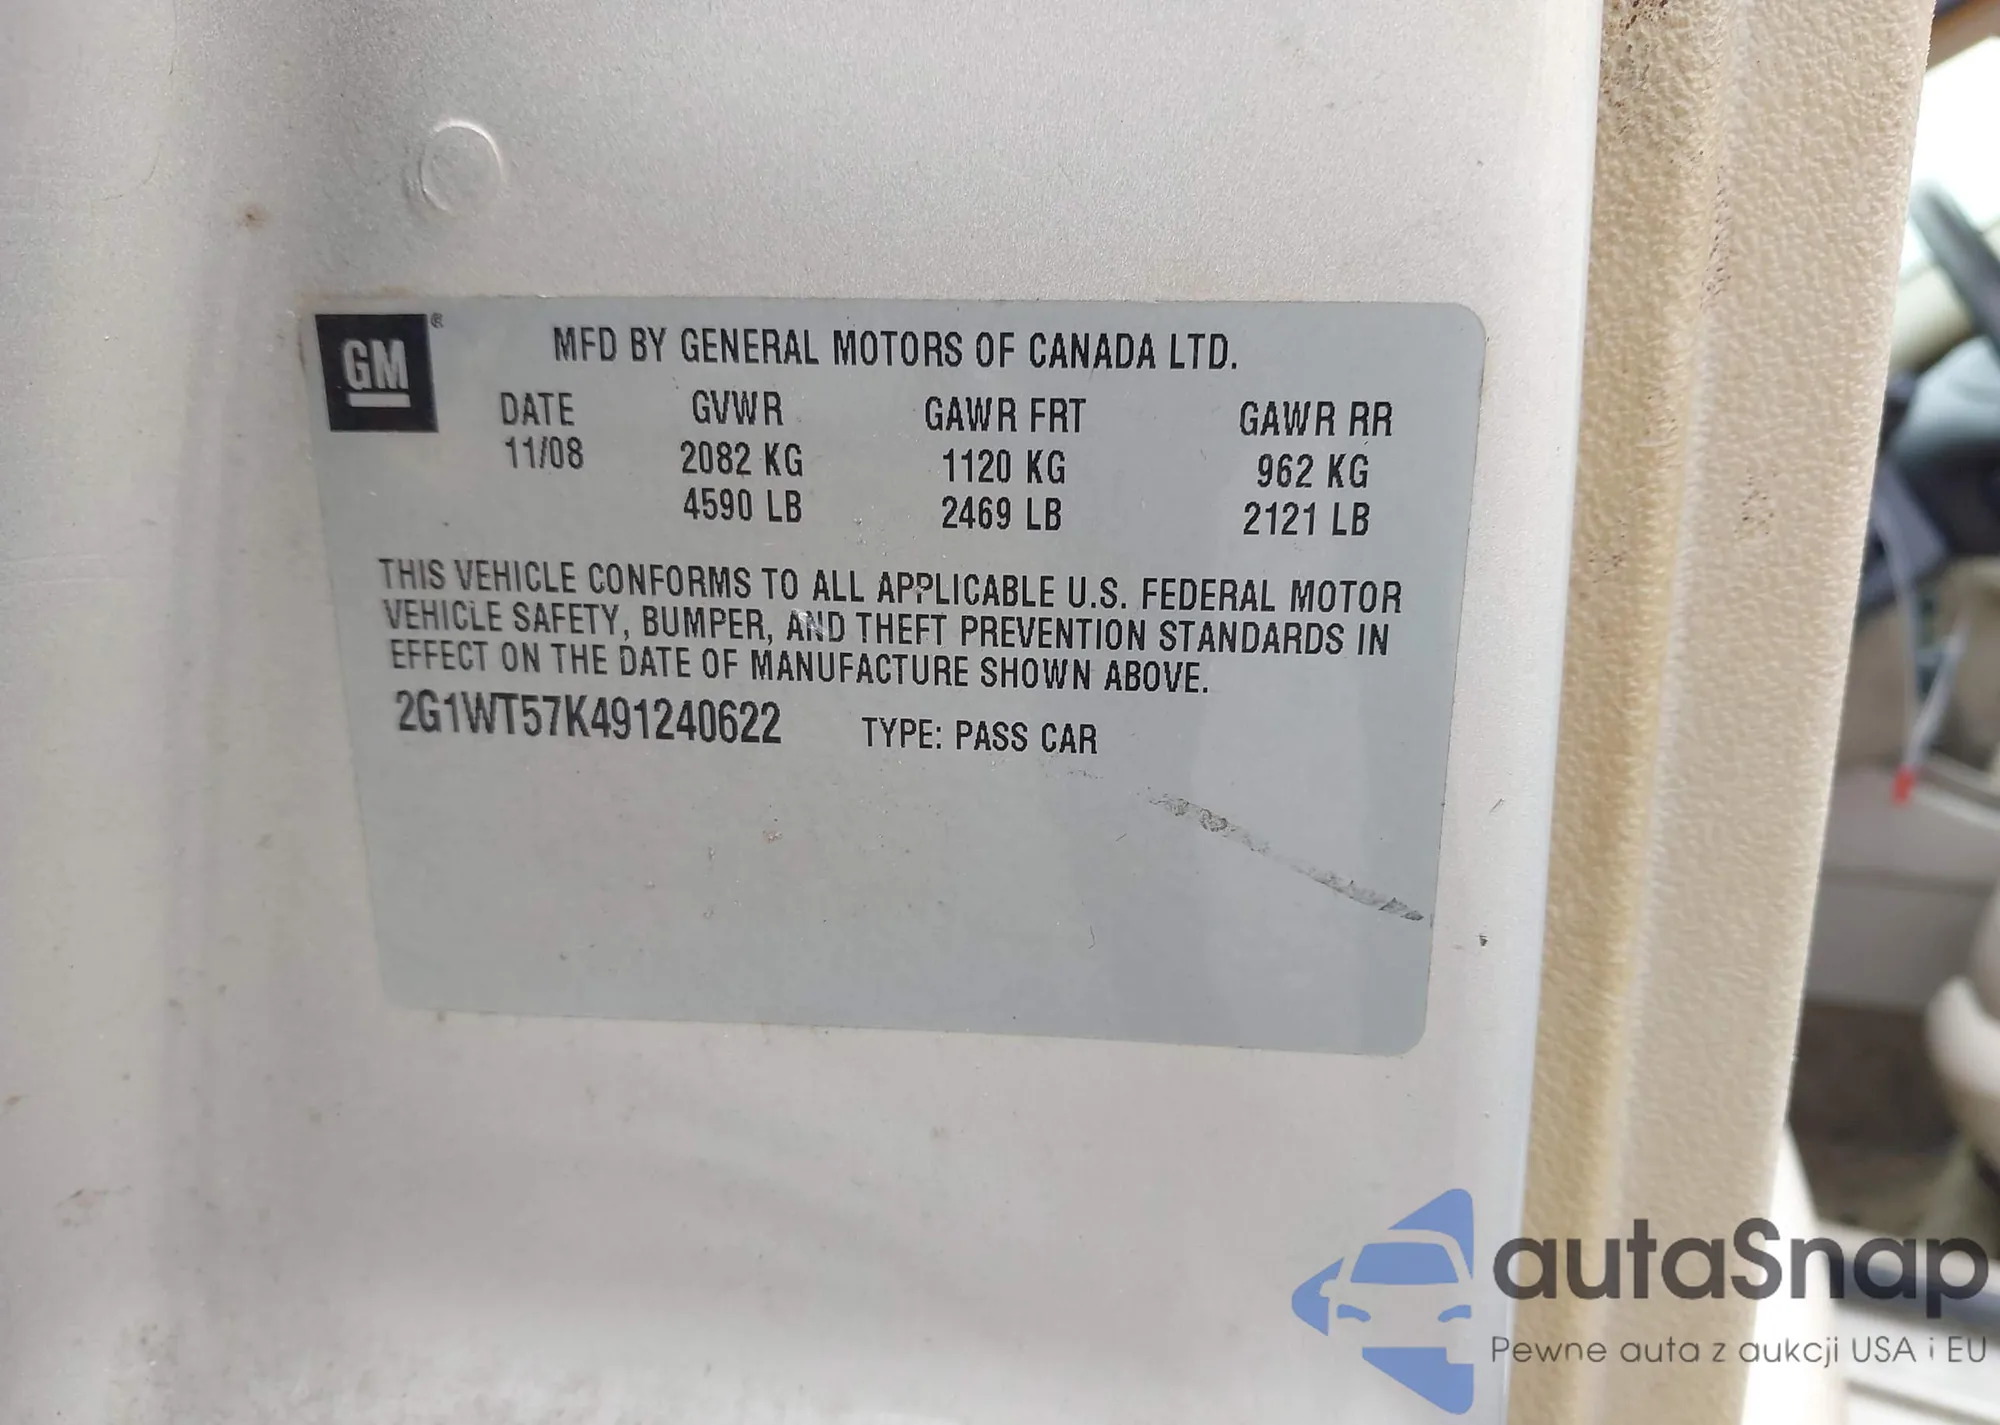 GM ®
MFD BY GENERAL MOTORS OF CANADA LTD.
DATE GVWR GAWR FRT GAWR RR
11/08 2082 KG 1120 KG 962 KG
4590 LB 2469 LB 2121 LB
THIS VEHICLE CONFORMS TO ALL APPLICABLE U.S. FEDERAL MOTOR
VEHICLE SAFETY, BUMPER, AND THEFT PREVENTION STANDARDS IN
EFFECT ON THE DATE OF MANUFACTURE SHOWN ABOVE.
2G1WT57K491240622 TYPE: PASS CAR
autaSnap
Pewne auta z aukcji USA i EU